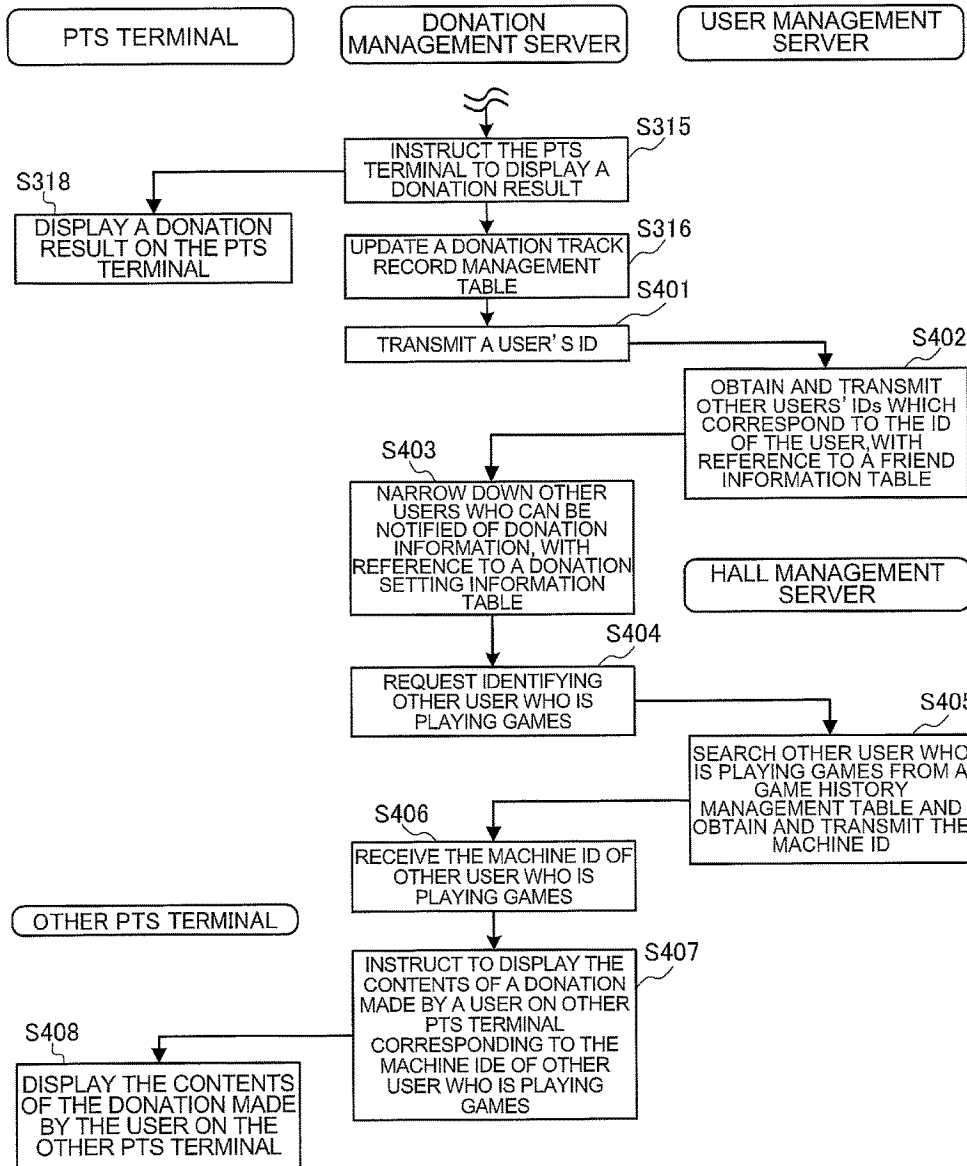 PTS TERMINAL
DONATION
MANAGEMENT SERVER
USER MANAGEMENT
SERVER
S315
INSTRUCT THE PTS
TERMINAL TO DISPLAY A
DONATION RESULT
S318
DISPLAY A DONATION
RESULT ON THE PTS
TERMINAL
S316
UPDATE A DONATION TRACK
RECORD MANAGEMENT
TABLE
S401
TRANSMIT A USER'S ID
S402
OBTAIN AND TRANSMIT
OTHER USERS' IDs WHICH
CORRESPOND TO THE ID
OF THE USER, WITH
REFERENCE TO A FRIEND
INFORMATION TABLE
S403
NARROW DOWN OTHER
USERS WHO CAN BE
NOTIFIED OF DONATION
INFORMATION, WITH
REFERENCE TO A DONATION
SETTING INFORMATION
TABLE
HALL MANAGEMENT
SERVER
S404
REQUEST IDENTIFYING
OTHER USER WHO IS
PLAYING GAMES
S405
SEARCH OTHER USER WHO
IS PLAYING GAMES FROM A
GAME HISTORY
MANAGEMENT TABLE AND
OBTAIN AND TRANSMIT THE
MACHINE ID
S406
RECEIVE THE MACHINE ID OF
OTHER USER WHO IS
PLAYING GAMES
OTHER PTS TERMINAL
S407
INSTRUCT TO DISPLAY THE
CONTENTS OF A DONATION
MADE BY A USER ON OTHER
PTS TERMINAL
CORRESPONDING TO THE
MACHINE IDE OF OTHER
USER WHO IS PLAYING
GAMES
S408
DISPLAY THE CONTENTS
OF THE DONATION MADE
BY THE USER ON THE
OTHER PTS TERMINAL